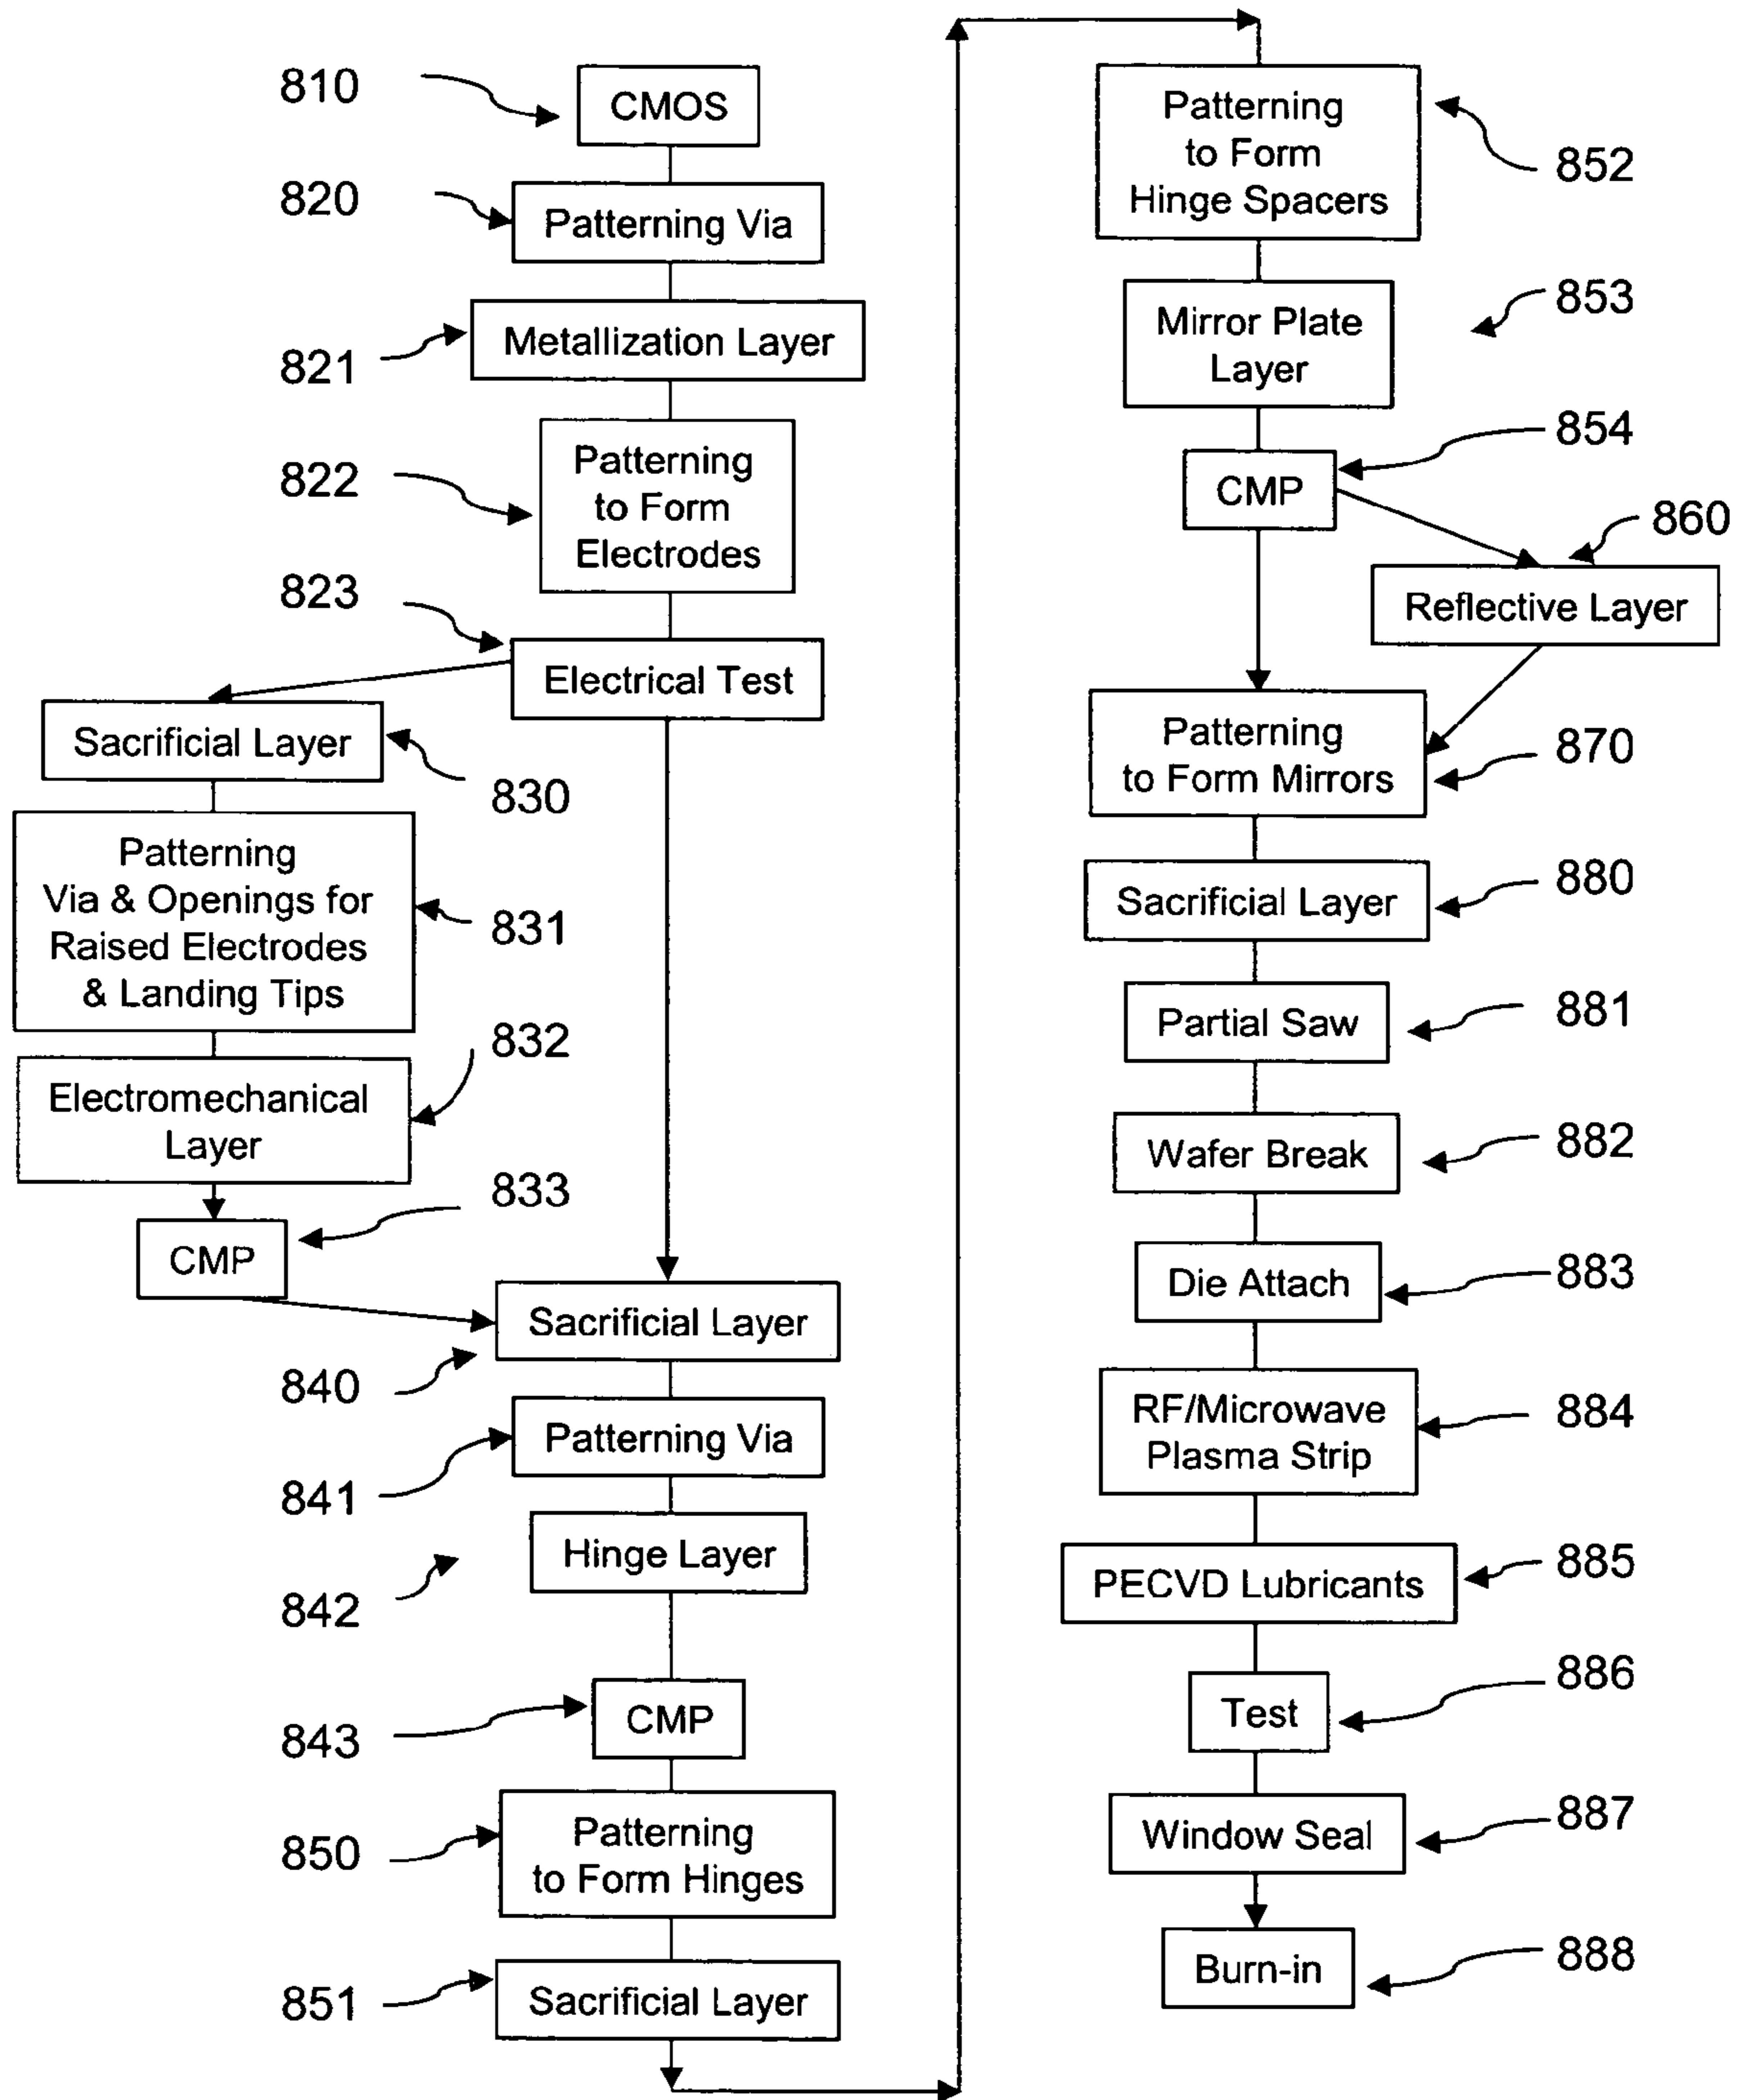 810
CMOS
820
Patterning Via
821
Metallization Layer
822
Patterning
to Form
Electrodes
823
Electrical Test
Sacrificial Layer
830
Patterning
Via & Openings for
Raised Electrodes
& Landing Tips
831
832
Electromechanical
Layer
833
CMP
Sacrificial Layer
840
Patterning Via
841
Hinge Layer
842
CMP
843
Patterning
to Form Hinges
850
Sacrificial Layer
851
Patterning
to Form
Hinge Spacers
852
Mirror Plate
Layer
853
854
CMP
860
Reflective Layer
Patterning
to Form Mirrors
870
Sacrificial Layer
880
Partial Saw
881
Wafer Break
882
Die Attach
883
RF/Microwave
Plasma Strip
884
PECVD Lubricants
885
Test
886
Window Seal
887
Burn-in
888